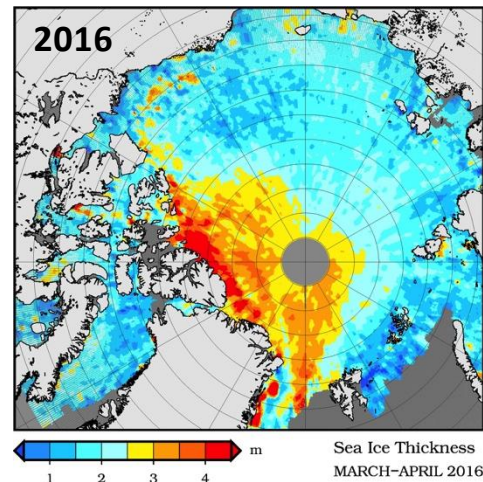 2016
m
1 2 3 4
Sea Ice Thickness
MARCH-APRIL 2016